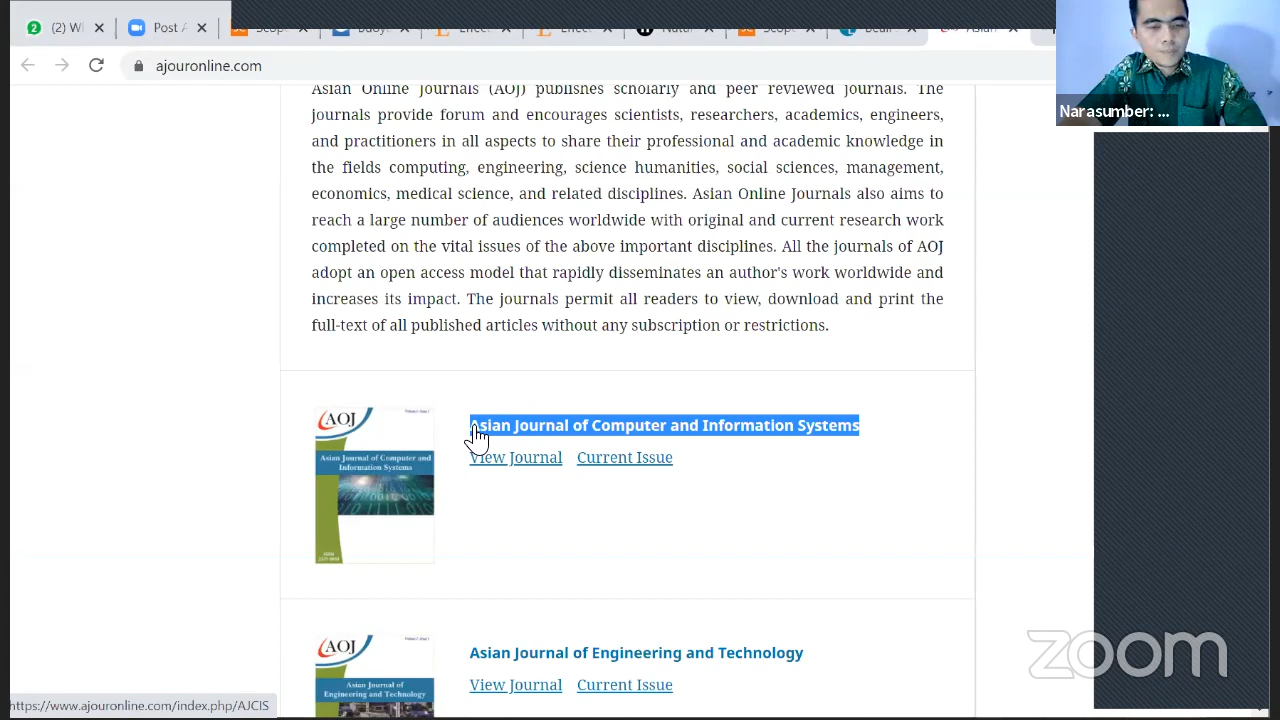 (2) W
Post A
Scop
Effec
Effec
Natu
Scop
Asian
ajouronline.com
Narasumber: ...
Asian Online Journals (AOJ) publishes scholarly and peer reviewed journals. The
journals provide forum and encourages scientists, researchers, academics, engineers,
and practitioners in all aspects to share their professional and academic knowledge in
the fields computing, engineering, science humanities, social sciences, management,
economics, medical science, and related disciplines. Asian Online Journals also aims to
reach a large number of audiences worldwide with original and current research work
completed on the vital issues of the above important disciplines. All the journals of AOJ
adopt an open access model that rapidly disseminates an author's work worldwide and
increases its impact. The journals permit all readers to view, download and print the
full-text of all published articles without any subscription or restrictions.
AOJ
Asian Journal of Computer and
Information Systems
Asian Journal of Computer and Information Systems
View Journal Current Issue
AOJ
Asian Journal of
Engineering and Technology
Asian Journal of Engineering and Technology
View Journal Current Issue
zoom
https://www.ajouronline.com/index.php/AJCIS